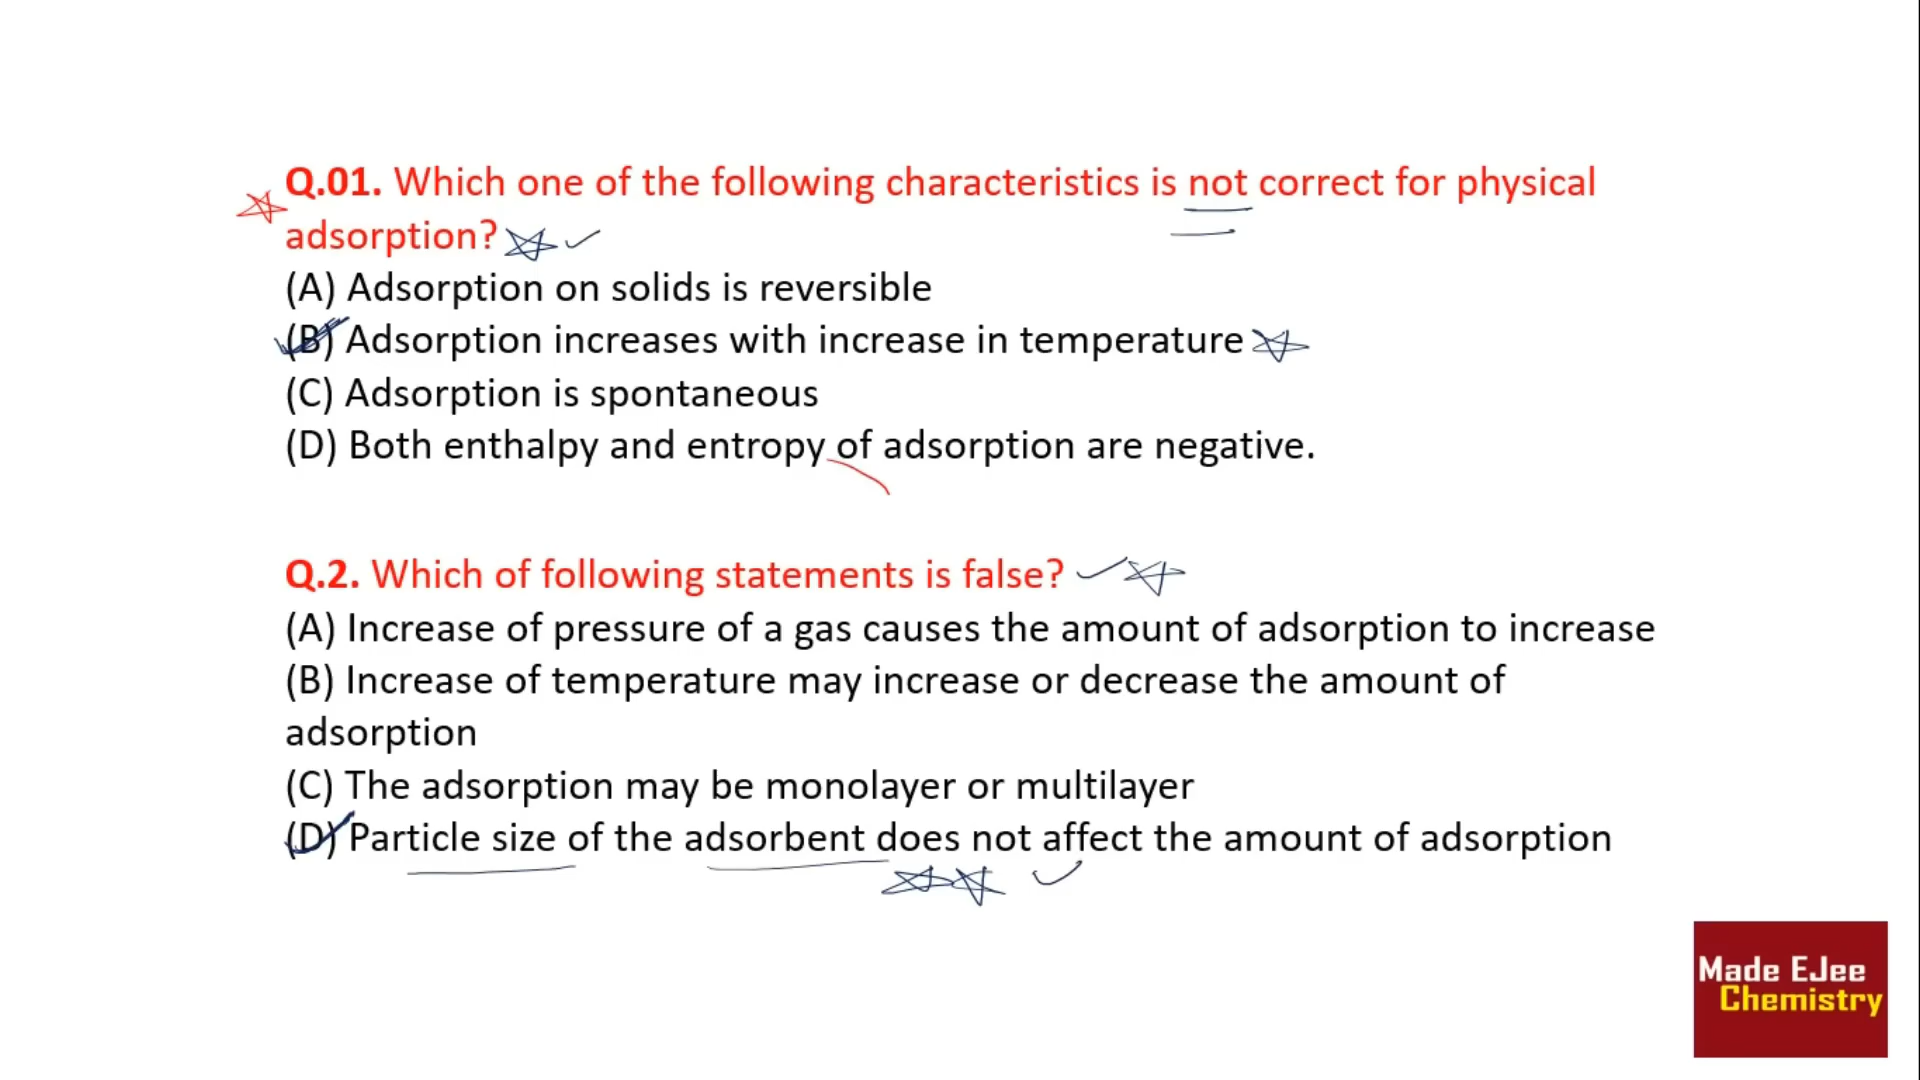 Q.01. Which one of the following characteristics is not correct for physical
adsorption?
(A) Adsorption on solids is reversible
(B) Adsorption increases with increase in temperature
(C) Adsorption is spontaneous
(D) Both enthalpy and entropy of adsorption are negative.
Q.2. Which of following statements is false?
(A) Increase of pressure of a gas causes the amount of adsorption to increase
(B) Increase of temperature may increase or decrease the amount of
adsorption
(C) The adsorption may be monolayer or multilayer
(D) Particle size of the adsorbent does not affect the amount of adsorption
Made EJee
Chemistry